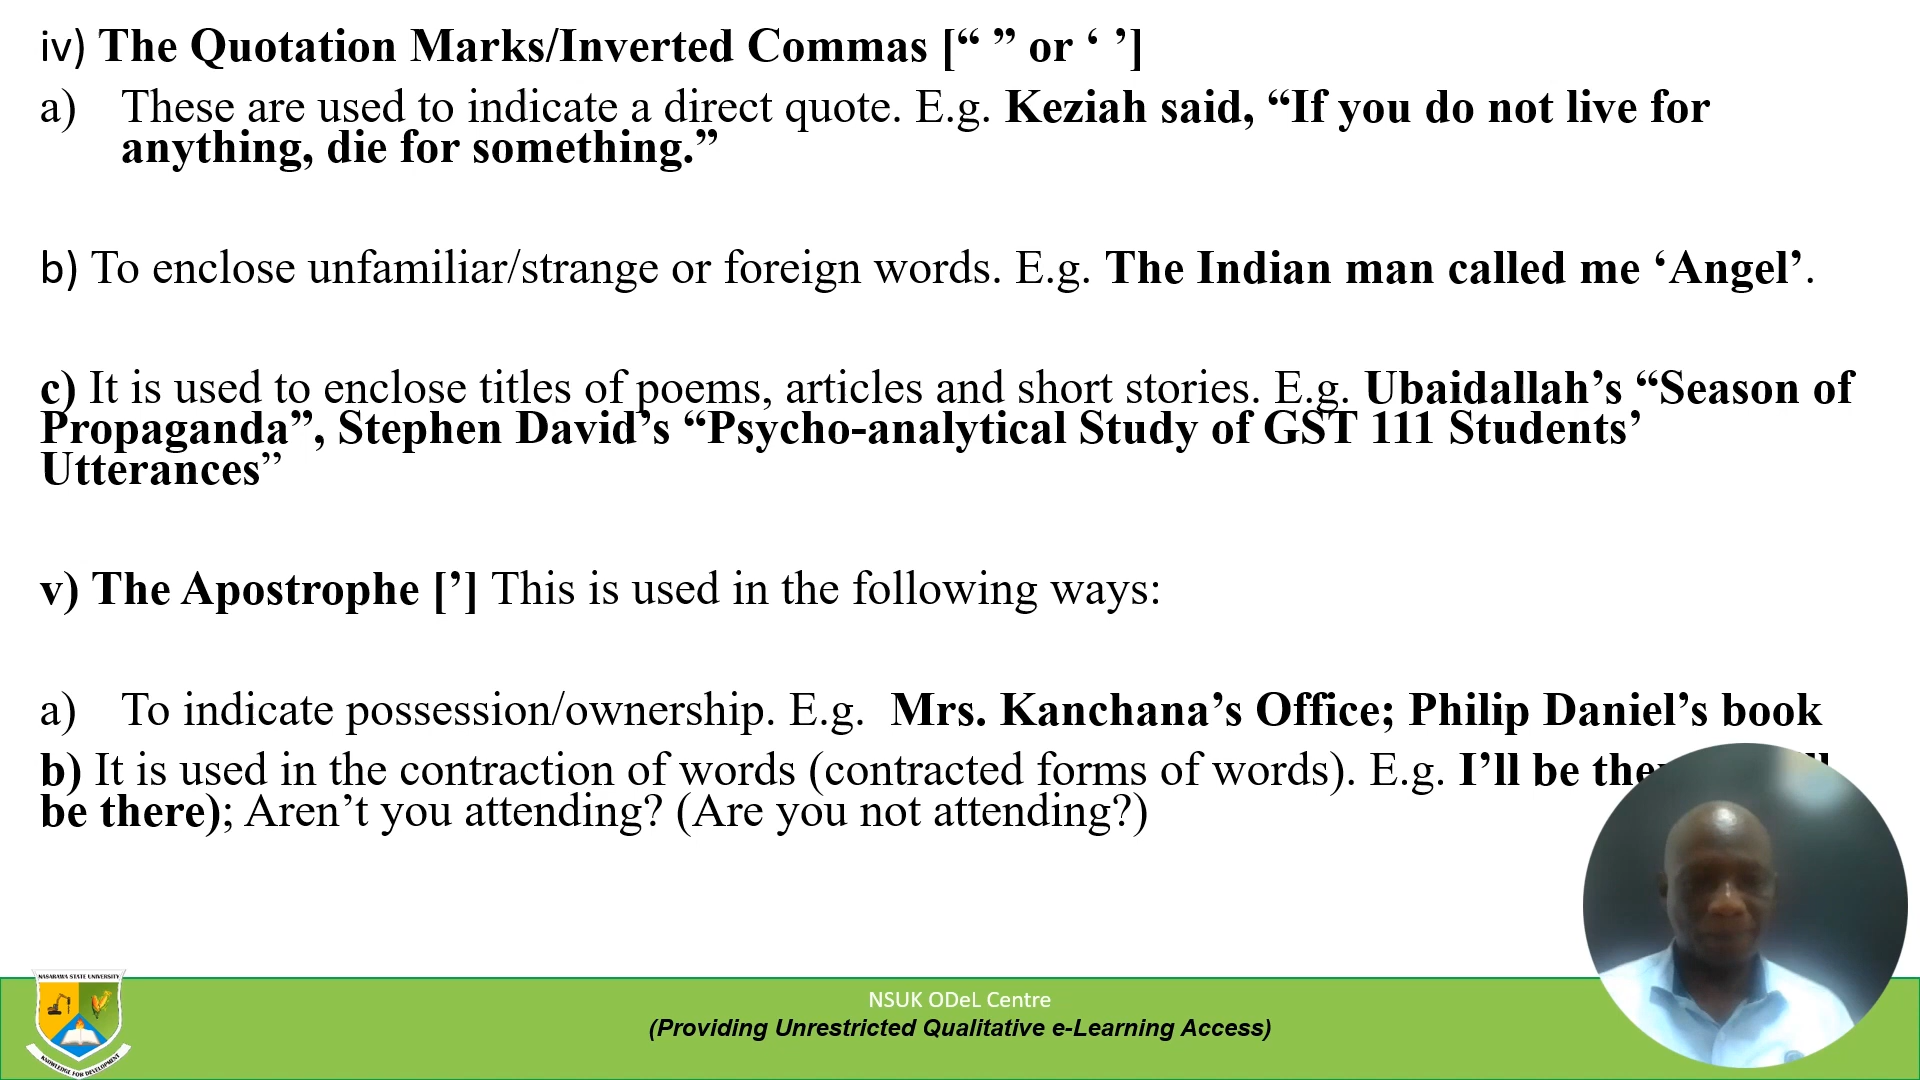 iv) The Quotation Marks/Inverted Commas [“ ” or ‘ ’]
a) These are used to indicate a direct quote. E.g. Keziah said, “If you do not live for
anything, die for something.”
b) To enclose unfamiliar/strange or foreign words. E.g. The Indian man called me ‘Angel’.
c) It is used to enclose titles of poems, articles and short stories. E.g. Ubaidallah’s “Season of
Propaganda”, Stephen David’s “Psycho-analytical Study of GST 111 Students’
Utterances”
v) The Apostrophe [’] This is used in the following ways:
a) To indicate possession/ownership. E.g. Mrs. Kanchana’s Office; Philip Daniel’s book
b) It is used in the contraction of words (contracted forms of words). E.g. I’ll be
be there); Aren’t you attending? (Are you not attending?)
NASARAWA STATE UNIVERSITY
KNOWLEDGE FOR DEVELOPMENT
NSUK ODeL Centre
(Providing Unrestricted Qualitative e-Learning Access)